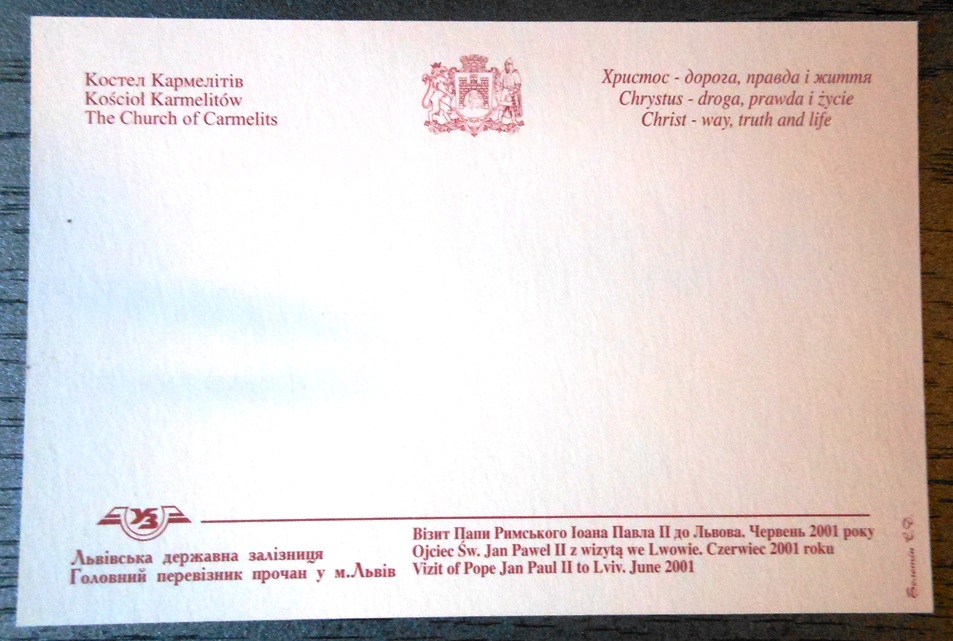 Костел Кармелітів
Kościoł Karmelitów
The Church of Carmelits
Христос - дорога, правда і життя
Chrystus - droga, prawda i życie
Christ - way, truth and life
УЗ
Львівська державна залізниця
Головний перевізник прочан у м.Львів
Візит Папи Римського Іоана Павла II до Львова. Червень 2001 року
Ojciec Św. Jan Paweł II z wizytą we Lwowie. Czerwiec 2001 roku
Vizit of Pope Jan Paul II to Lviv. June 2001